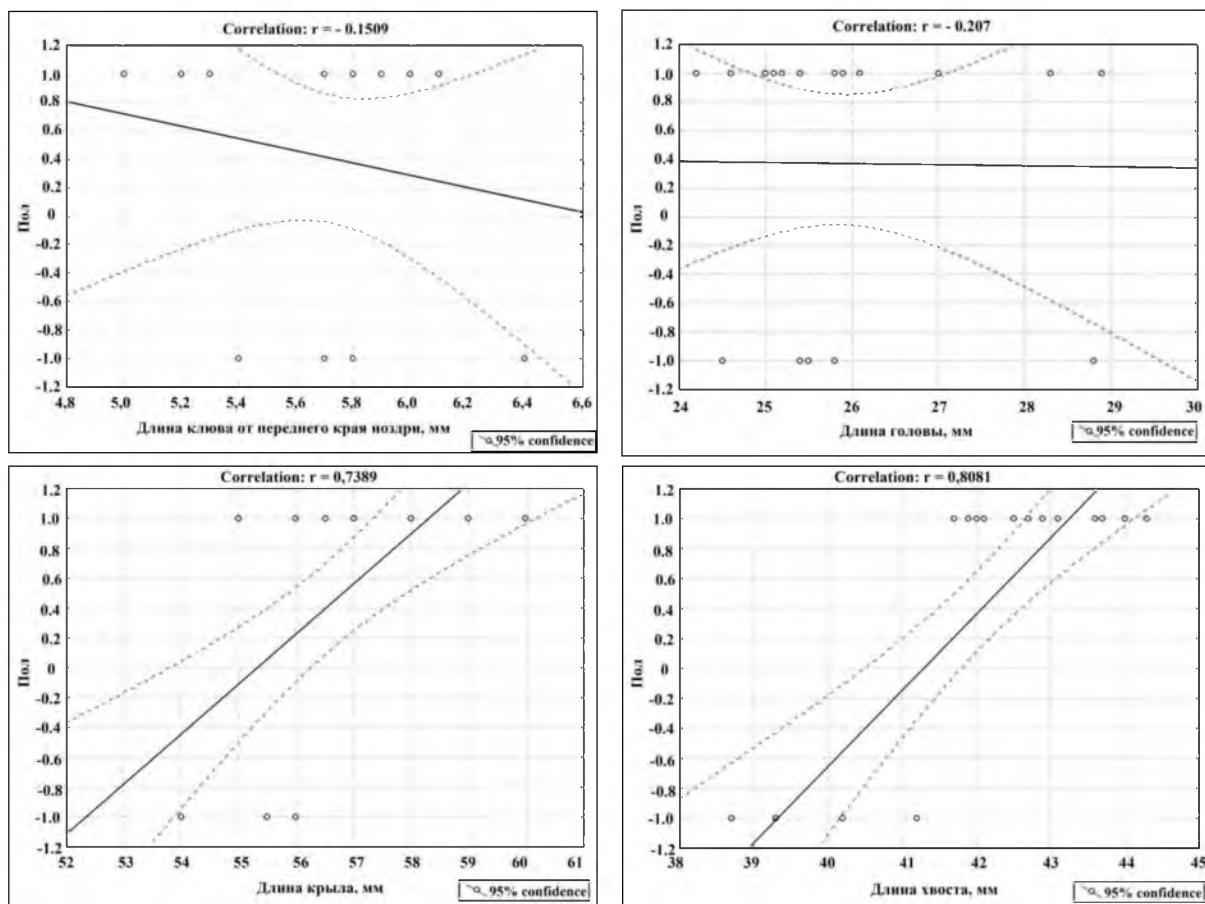 Correlation: r = - 0.1509
1.2
1.0
0.8
0.6
0.4
0.2
0
-0.2
-0.4
-0.6
-0.8
-1.0
-1.2
Пол
4,8 5,0 5,2 5,4 5,6 5,8 6,0 6,2 6,4 6,6
Длина клюва от переднего края ноздри, мм
95% confidence
Correlation: r = - 0.207
1.2
1.0
0.8
0.6
0.4
0.2
0
-0.2
-0.4
-0.6
-0.8
-1.0
-1.2
Пол
24 25 26 27 28 29 30
Длина головы, мм
95% confidence
Correlation: r = 0,7389
1.2
1.0
0.8
0.6
0.4
0.2
0
-0.2
-0.4
-0.6
-0.8
-1.0
-1.2
Пол
52 53 54 55 56 57 58 59 60 61
Длина крыла, мм
95% confidence
Correlation: r = 0,8081
1.2
1.0
0.8
0.6
0.4
0.2
0
-0.2
-0.4
-0.6
-0.8
-1.0
-1.2
Пол
38 39 40 41 42 43 44 45
Длина хвоста, мм
95% confidence